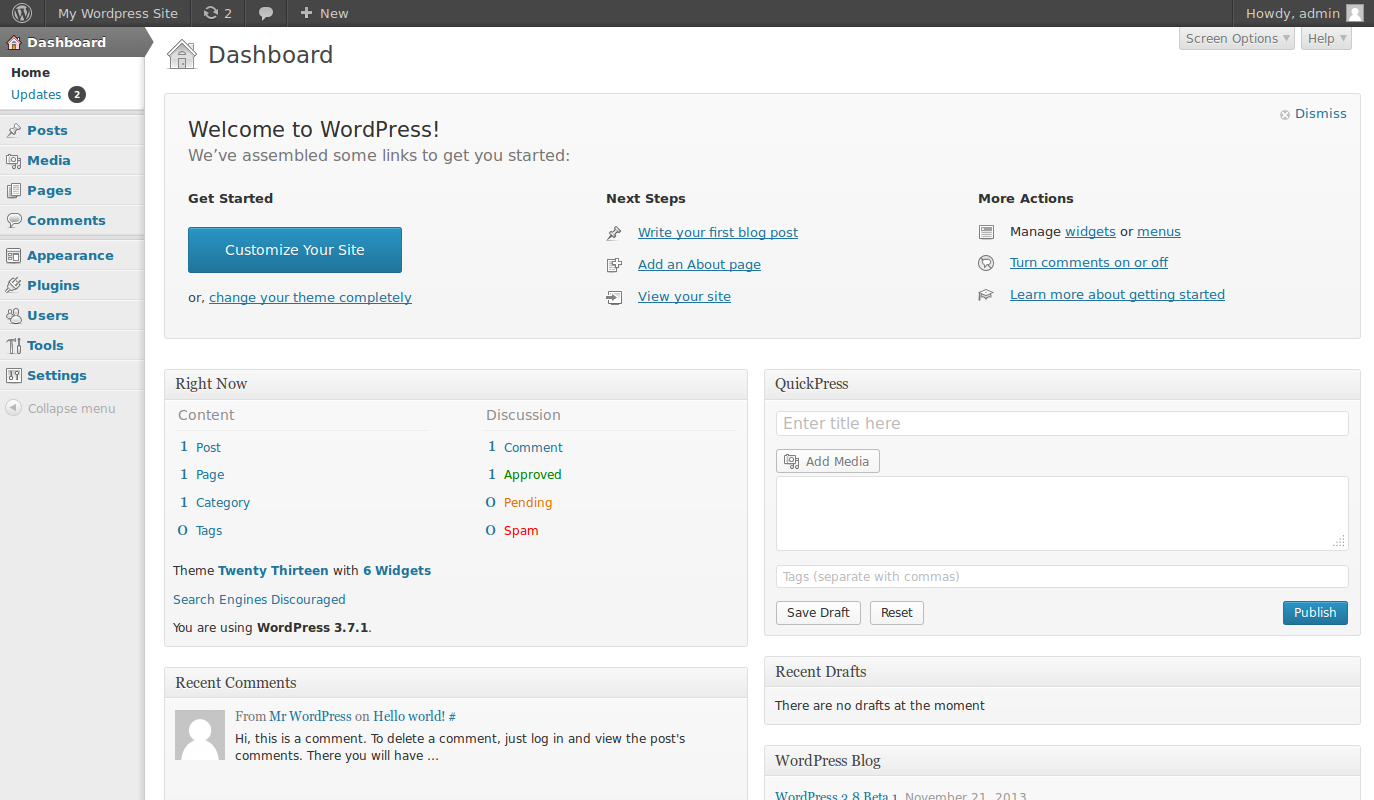 My Wordpress Site 2 New Howdy, admin
Dashboard
Home
Updates 2
Posts
Media
Pages
Comments
Appearance
Plugins
Users
Tools
Settings
Collapse menu
Dashboard
Screen Options Help
Welcome to WordPress!
Dismiss
We’ve assembled some links to get you started:
Get Started
Customize Your Site
or, change your theme completely
Next Steps
Write your first blog post
Add an About page
View your site
More Actions
Manage widgets or menus
Turn comments on or off
Learn more about getting started
Right Now
Content
1 Post
1 Page
1 Category
0 Tags
Discussion
1 Comment
1 Approved
0 Pending
0 Spam
Theme Twenty Thirteen with 6 Widgets
Search Engines Discouraged
You are using WordPress 3.7.1.
Recent Comments
From Mr WordPress on Hello world! #
Hi, this is a comment. To delete a comment, just log in and view the post's
comments. There you will have …
QuickPress
Enter title here
Add Media
Tags (separate with commas)
Save Draft Reset Publish
Recent Drafts
There are no drafts at the moment
WordPress Blog
WordPress 3.8 Beta 1 November 21, 2013